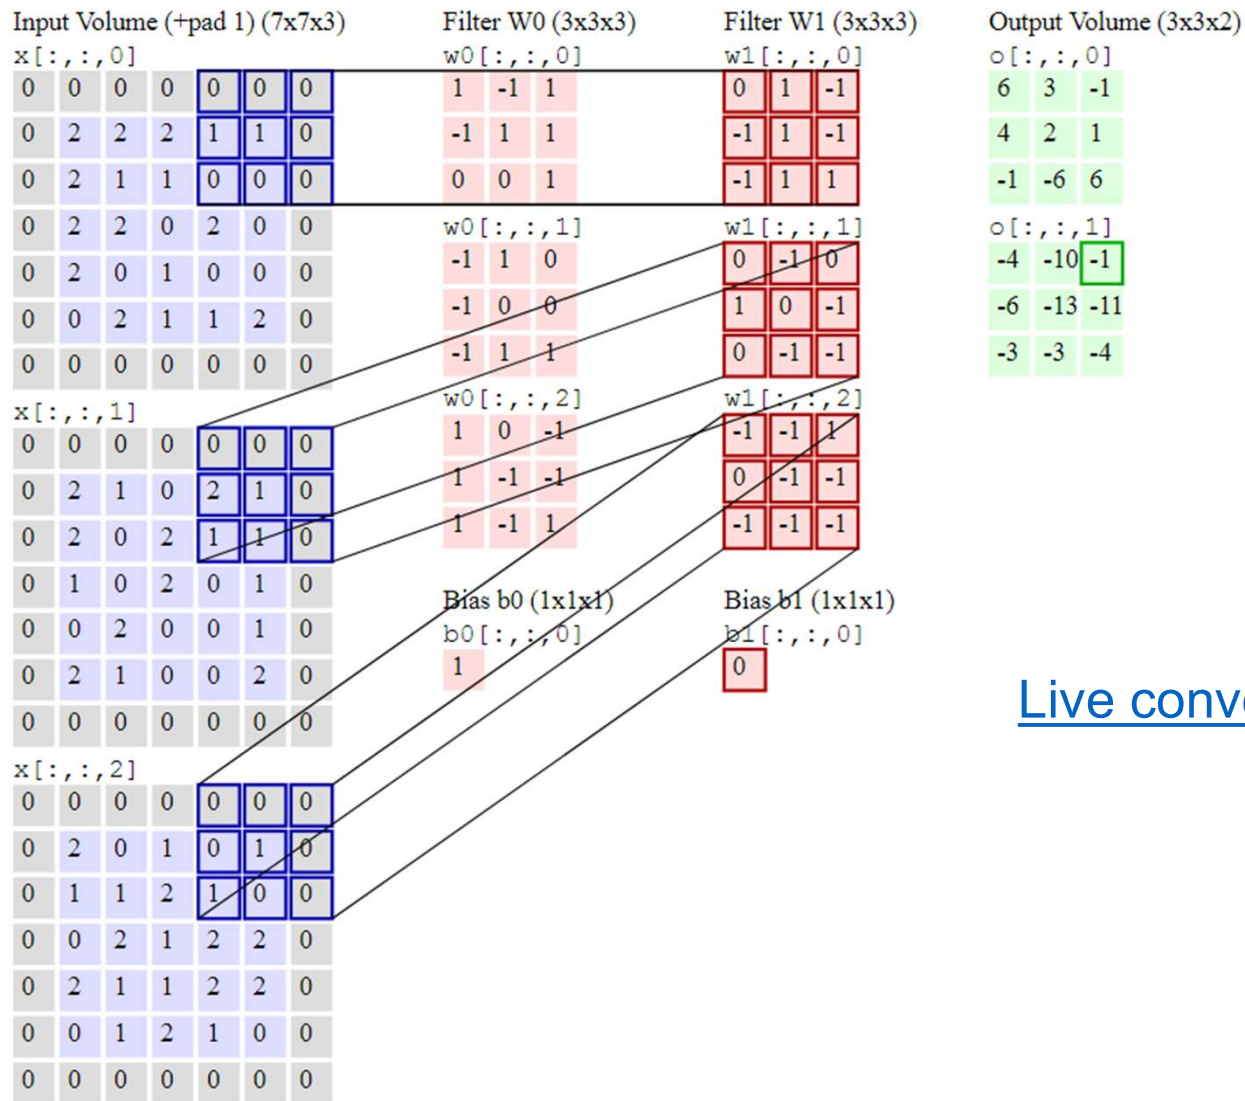 Input Volume (+pad 1) (7x7x3)
x[:,:,0]
0 0 0 0 0 0 0
0 2 2 2 1 1 0
0 2 1 1 0 0 0
0 2 2 0 2 0 0
0 2 0 1 0 0 0
0 0 2 1 1 2 0
0 0 0 0 0 0 0
x[:,:,1]
0 0 0 0 0 0 0
0 2 1 0 2 1 0
0 2 0 2 1 1 0
0 1 0 2 0 1 0
0 0 2 0 0 1 0
0 2 1 0 0 2 0
0 0 0 0 0 0 0
x[:,:,2]
0 0 0 0 0 0 0
0 2 0 1 0 1 0
0 1 1 2 1 0 0
0 0 2 1 2 2 0
0 2 1 1 2 2 0
0 0 1 2 1 0 0
0 0 0 0 0 0 0
Filter W0 (3x3x3)
w0[:,:,0]
1 -1 1
-1 1 1
0 0 1
w0[:,:,1]
-1 1 0
-1 0 0
-1 1 1
w0[:,:,2]
1 0 -1
1 -1 -1
1 -1 1
Bias b0 (1x1x1)
b0[:,:,0]
1
Filter W1 (3x3x3)
w1[:,:,0]
0 1 -1
-1 1 -1
-1 1 1
w1[:,:,1]
0 -1 0
1 0 -1
0 -1 -1
w1[:,:,2]
-1 -1 1
0 -1 -1
-1 -1 -1
Bias b1 (1x1x1)
b1[:,:,0]
0
Output Volume (3x3x2)
o[:,:,0]
6 3 -1
4 2 1
-1 -6 6
o[:,:,1]
-4 -10 -1
-6 -13 -11
-3 -3 -4
Live conv